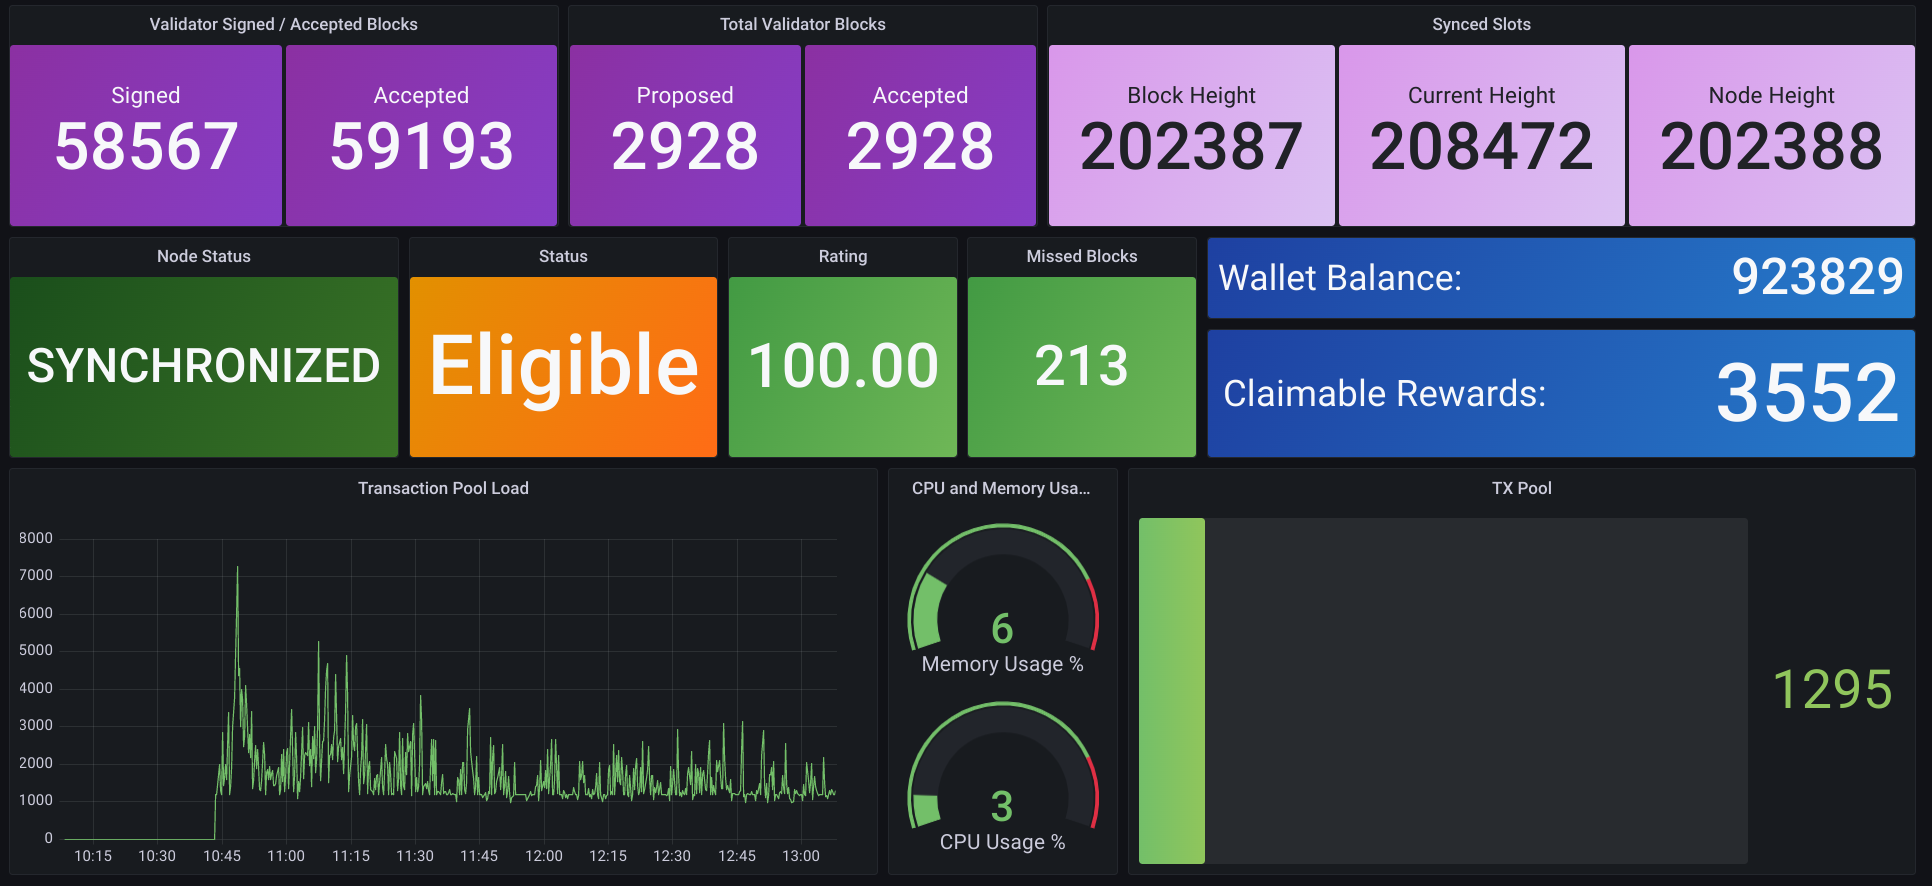 Validator Signed / Accepted Blocks
Total Validator Blocks
Synced Slots
Signed
58567
Accepted
59193
Proposed
2928
Accepted
2928
Block Height
202387
Current Height
208472
Node Height
202388
Node Status
SYNCHRONIZED
Status
Eligible
Rating
100.00
Missed Blocks
213
Wallet Balance: 923829
Claimable Rewards: 3552
Transaction Pool Load
8000
7000
6000
5000
4000
3000
2000
1000
0
10:15 10:30 10:45 11:00 11:15 11:30 11:45 12:00 12:15 12:30 12:45 13:00
CPU and Memory Usa...
6
Memory Usage %
3
CPU Usage %
TX Pool
1295